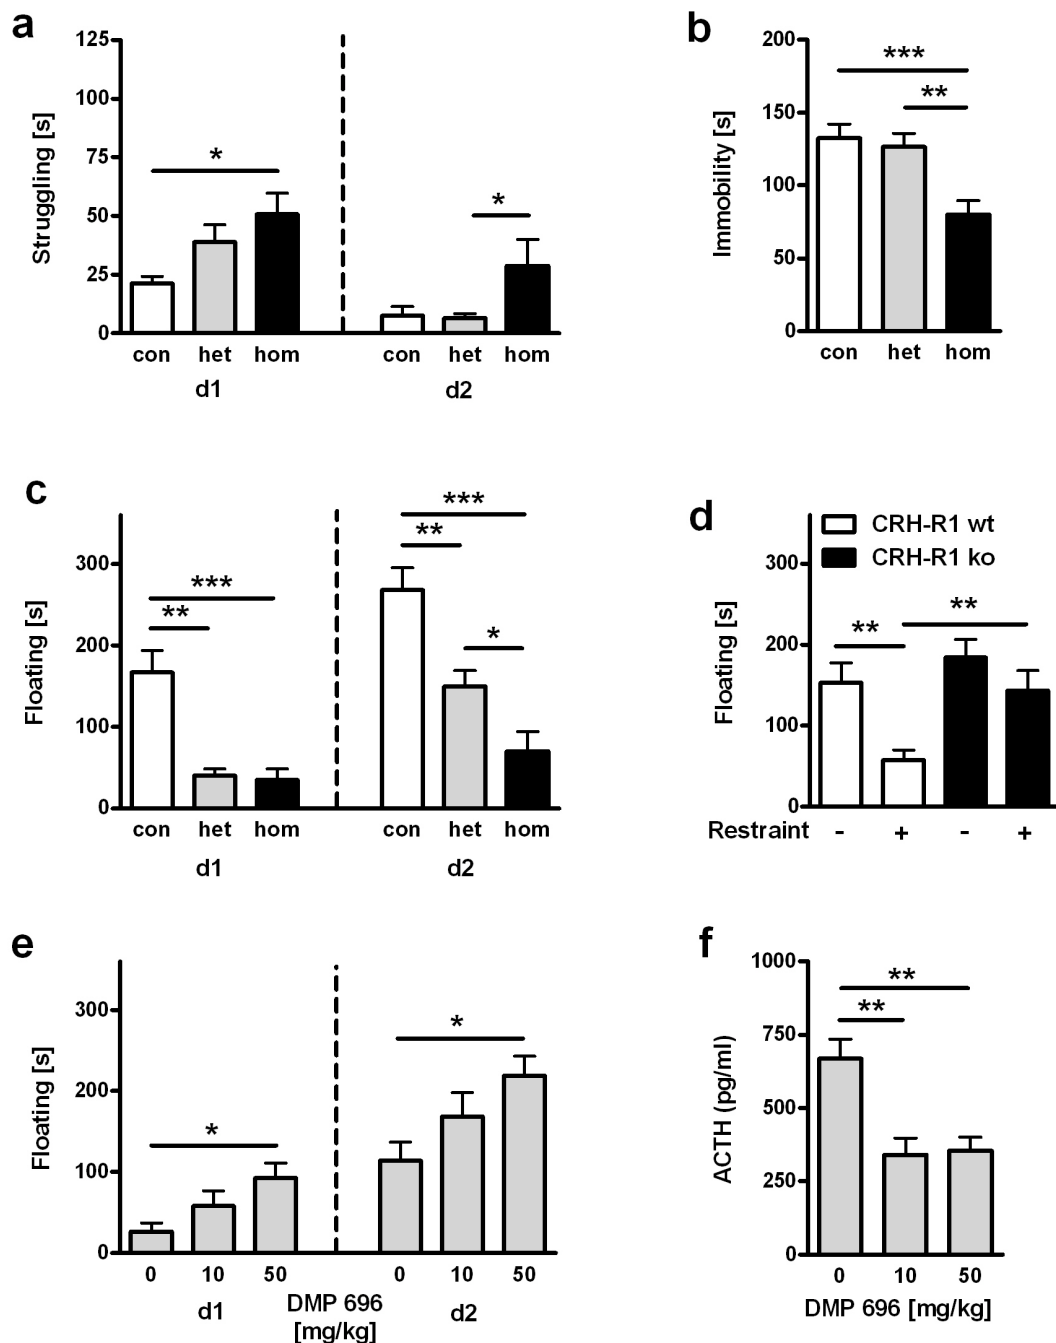 a
125
100
75
50
25
0
Struggling [s]
*
*
con het hom con het hom
d1 d2
b
200
150
100
50
0
Immobility [s]
***
**
con het hom
c
300
200
100
0
Floating [s]
***
**
***
**
*
con het hom con het hom
d1 d2
d
CRH-R1 wt
CRH-R1 ko
300
200
100
0
Floating [s]
**
**
Restraint - + - +
e
300
200
100
0
Floating [s]
*
*
0 10 50 0 10 50
d1 DMP 696 d2
[mg/kg]
f
1000
750
500
250
0
ACTH (pg/ml)
**
**
0 10 50
DMP 696 [mg/kg]